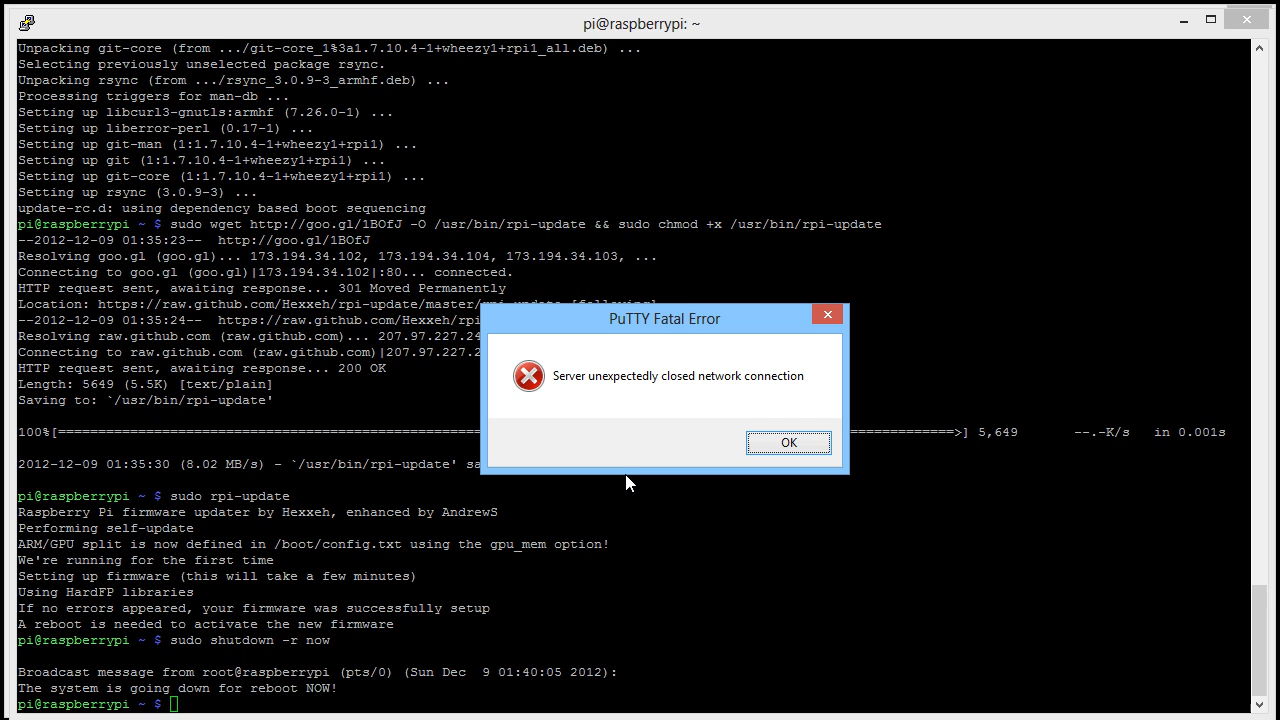 pi@raspberrypi: ~
Unpacking git-core (from .../git-core_1%3a1.7.10.4-1+wheezy1+rpi1_all.deb) ...
Selecting previously unselected package rsync.
Unpacking rsync (from .../rsync_3.0.9-3_armhf.deb) ...
Processing triggers for man-db ...
Setting up libcurl3-gnutls:armhf (7.26.0-1) ...
Setting up liberror-perl (0.17-1) ...
Setting up git-man (1:1.7.10.4-1+wheezy1+rpi1) ...
Setting up git (1:1.7.10.4-1+wheezy1+rpi1) ...
Setting up git-core (1:1.7.10.4-1+wheezy1+rpi1) ...
Setting up rsync (3.0.9-3) ...
update-rc.d: using dependency based boot sequencing
pi@raspberrypi ~ $ sudo wget http://goo.gl/1BOfJ -O /usr/bin/rpi-update && sudo chmod +x /usr/bin/rpi-update
--2012-12-09 01:35:23-- http://goo.gl/1BOfJ
Resolving goo.gl (goo.gl)... 173.194.34.102, 173.194.34.104, 173.194.34.103, ...
Connecting to goo.gl (goo.gl)|173.194.34.102|:80... connected.
HTTP request sent, awaiting response... 301 Moved Permanently
Location: https://raw.github.com/Hexxeh/rpi-update/master/rpi-update [following]
--2012-12-09 01:35:24-- https://raw.github.com/Hexxeh/rpi
Resolving raw.github.com (raw.github.com)... 207.97.227.24
Connecting to raw.github.com (raw.github.com)|207.97.227.2
HTTP request sent, awaiting response... 200 OK
Length: 5649 (5.5K) [text/plain]
Saving to: `/usr/bin/rpi-update'
PuTTY Fatal Error
Server unexpectedly closed network connection
OK
100%[======================================================>] 5,649 --.-K/s in 0.001s
2012-12-09 01:35:30 (8.02 MB/s) - `/usr/bin/rpi-update' sa
pi@raspberrypi ~ $ sudo rpi-update
Raspberry Pi firmware updater by Hexxeh, enhanced by AndrewS
Performing self-update
ARM/GPU split is now defined in /boot/config.txt using the gpu_mem option!
We're running for the first time
Setting up firmware (this will take a few minutes)
Using HardFP libraries
If no errors appeared, your firmware was successfully setup
A reboot is needed to activate the new firmware
pi@raspberrypi ~ $ sudo shutdown -r now
Broadcast message from root@raspberrypi (pts/0) (Sun Dec 9 01:40:05 2012):
The system is going down for reboot NOW!
pi@raspberrypi ~ $